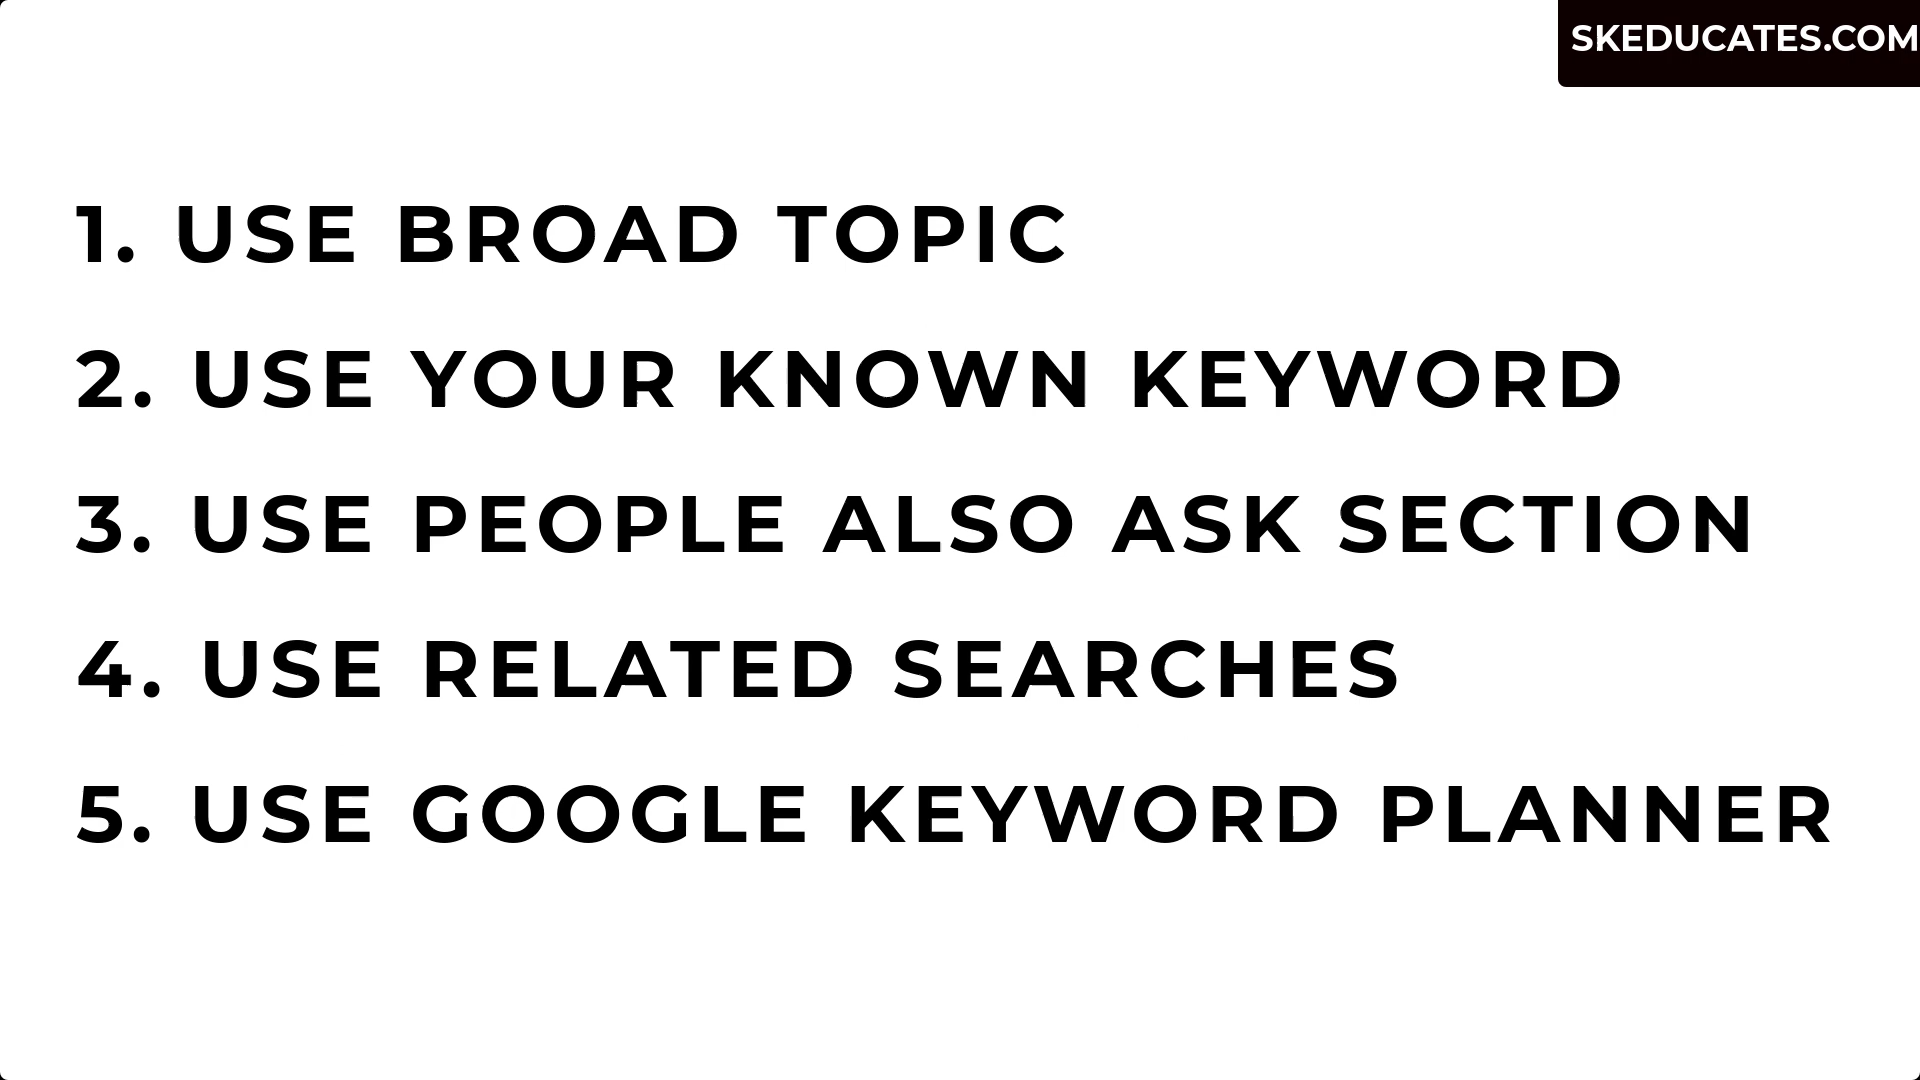 SKEDUCATES.COM
1. USE BROAD TOPIC
2. USE YOUR KNOWN KEYWORD
3. USE PEOPLE ALSO ASK SECTION
4. USE RELATED SEARCHES
5. USE GOOGLE KEYWORD PLANNER